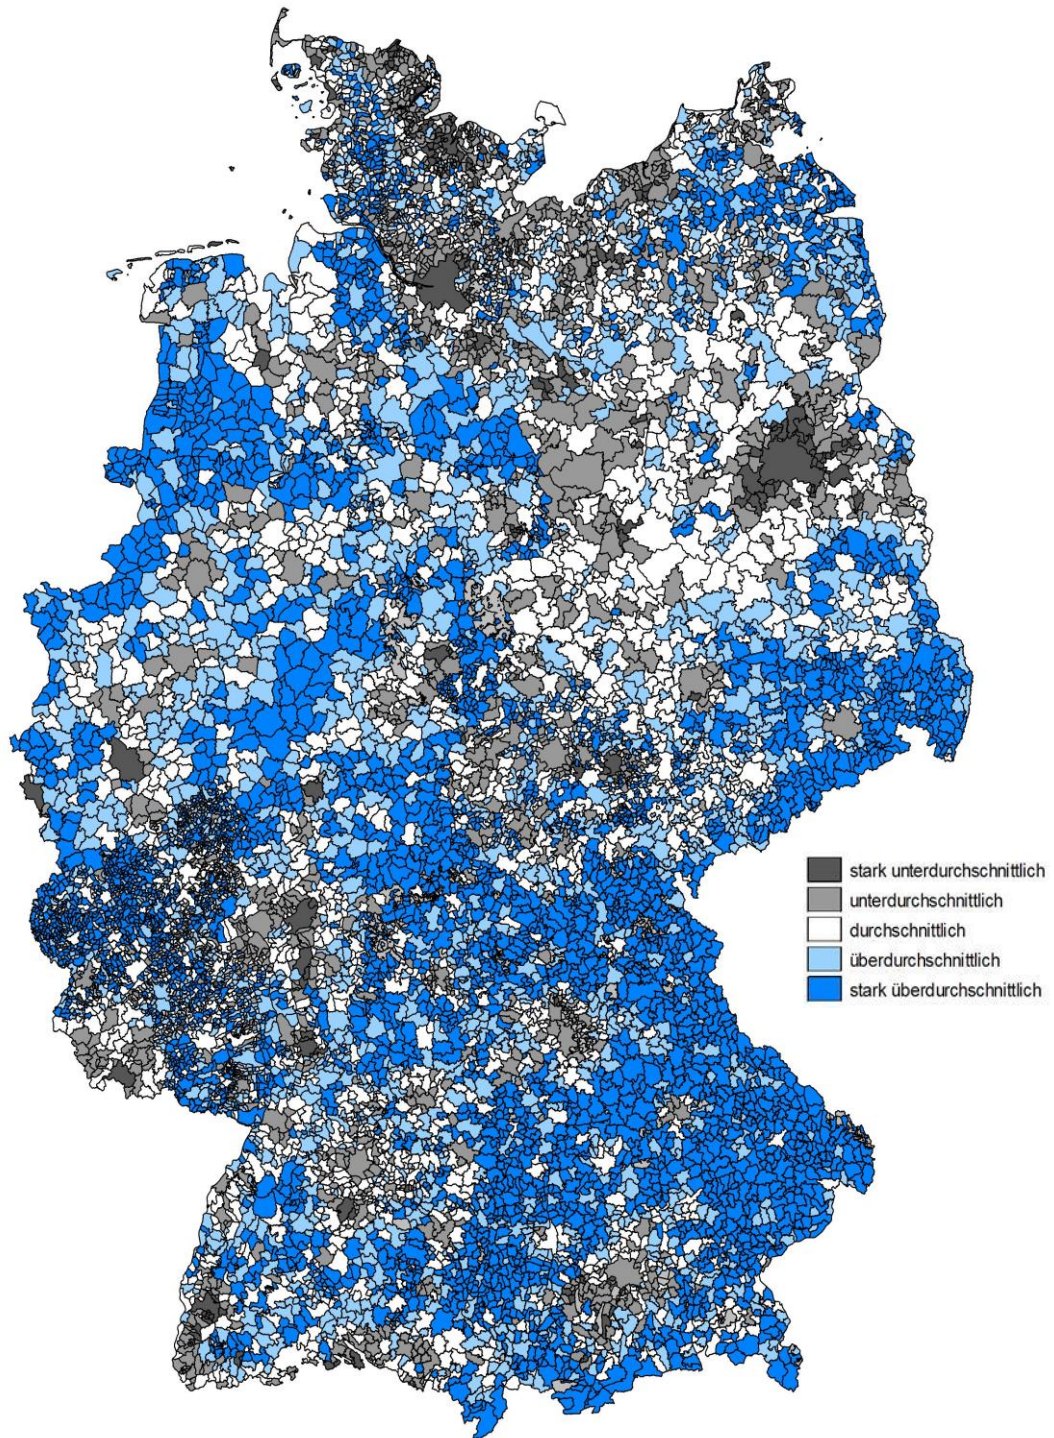 stark unterdurchschnittlich
unterdurchschnittlich
durchschnittlich
überdurchschnittlich
stark überdurchschnittlich